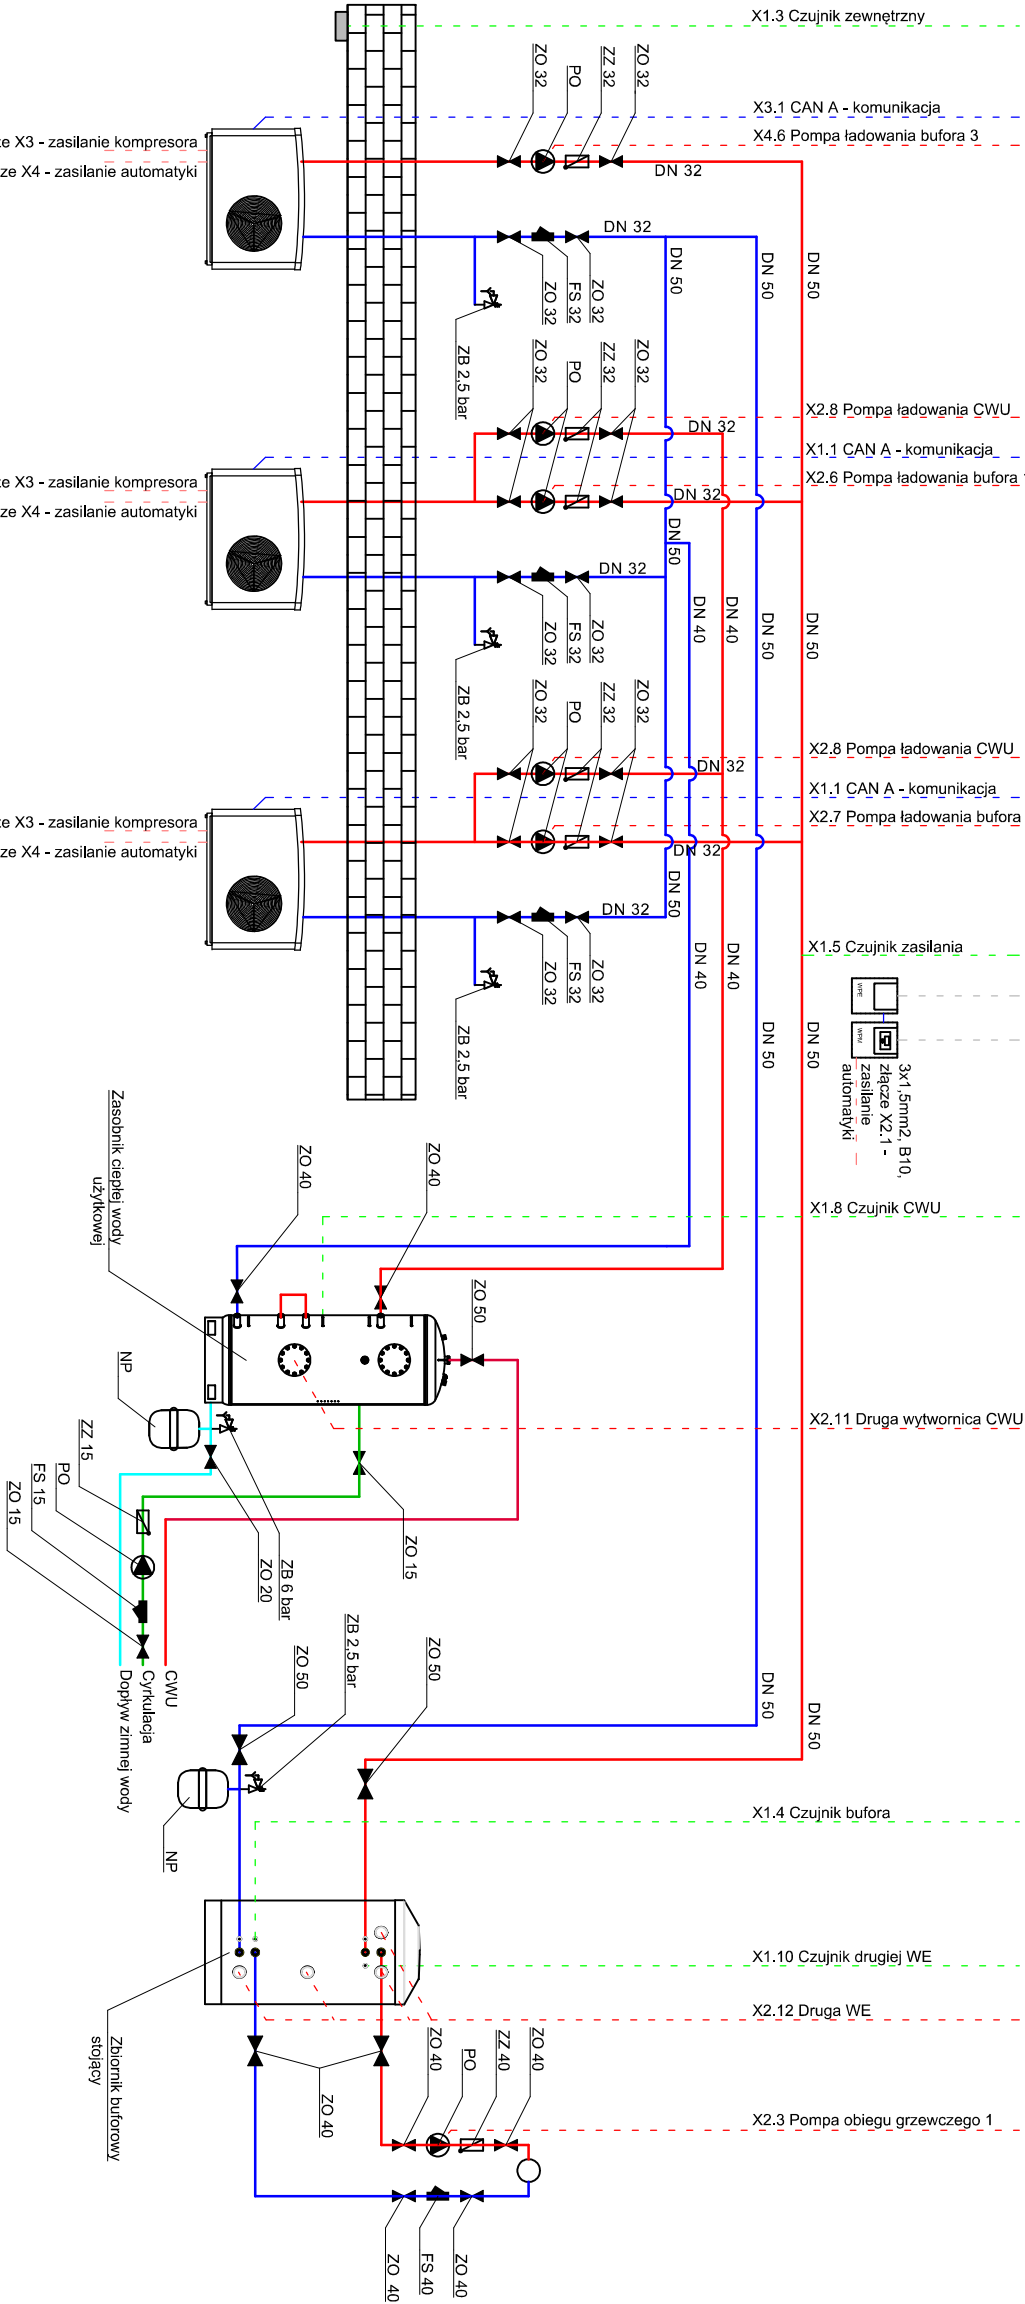 X1.3 Czujnik zewnętrzny
ZO 32
PO
ZZ 32
ZO 32
X3.1 CAN A - komunikacja
X4.6 Pompa ładowania bufora 3
ze X3 - zasilanie kompresora
ze X4 - zasilanie automatyki
DN 32
DN 32
DN 50
DN 50
DN 50
ZO 32
FS 32
ZO 32
ZB 2,5 bar
ZO 32
PO
ZZ 32
ZO 32
X2.8 Pompa ładowania CWU
DN 32
X1.1 CAN A - komunikacja
X2.6 Pompa ładowania bufora 1
ze X3 - zasilanie kompresora
ze X4 - zasilanie automatyki
DN 32
DN 50
DN 32
DN 40
DN 40
DN 50
DN 50
ZO 32
FS 32
ZO 32
ZB 2,5 bar
ZO 32
PO
ZZ 32
ZO 32
X2.8 Pompa ładowania CWU
DN 32
X1.1 CAN A - komunikacja
X2.7 Pompa ładowania bufora
ze X3 - zasilanie kompresora
ze X4 - zasilanie automatyki
DN 32
DN 50
DN 32
X1.5 Czujnik zasilania
DN 40
DN 40
DN 50
DN 50
ZO 32
FS 32
ZO 32
ZB 2,5 bar
WPE
WPM
3x1,5mm2, B10,
złącze X2.1 -
zasilanie
automatyki
Zasobnik ciepłej wody
użytkowej
ZO 40
ZO 40
X1.8 Czujnik CWU
ZO 50
NP
X2.11 Druga wytwornica CWU
ZZ 15
PO
FS 15
ZO 15
ZO 15
ZB 6 bar
ZO 20
CWU
Cyrkulacja
Dopływ zimnej wody
ZB 2,5 bar
ZO 50
ZO 50
DN 50
DN 50
NP
X1.4 Czujnik bufora
X1.10 Czujnik drugiej WE
X2.12 Druga WE
Zbiornik buforowy
stojący
ZO 40
ZO 40
PO
ZZ 40
ZO 40
X2.3 Pompa obiegu grzewczego 1
ZO 40
FS 40
ZO 40